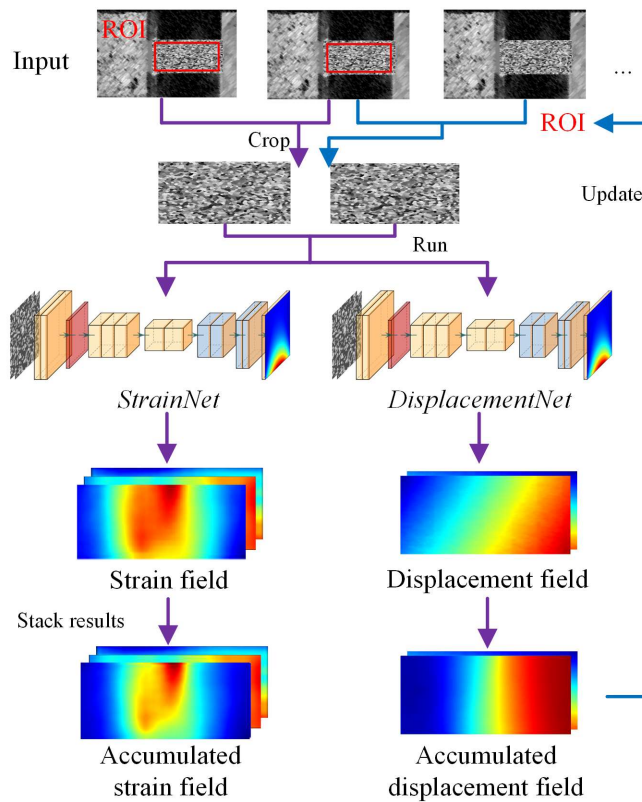 ROI
Input
...
ROI
Crop
Update
Run
StrainNet
DisplacementNet
Strain field
Displacement field
Stack results
Accumulated
strain field
Accumulated
displacement field